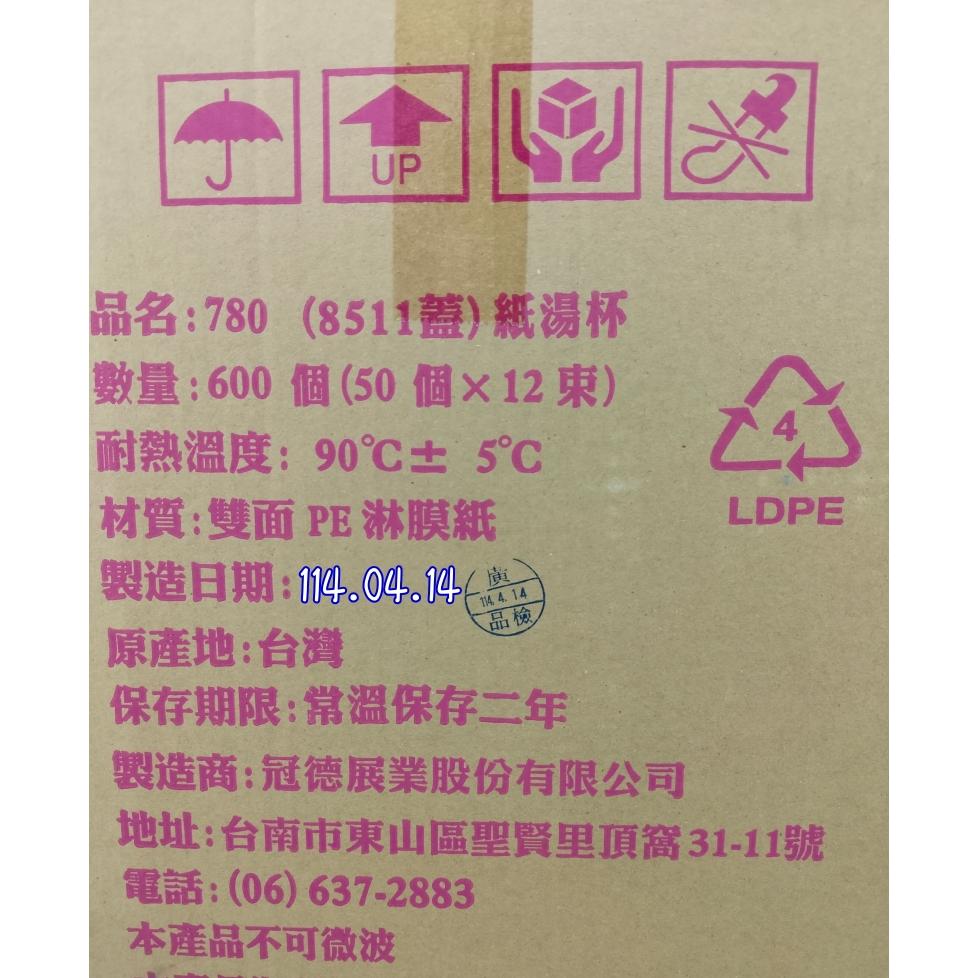 UP
品名:780 (8511蓋)紙湯杯
數量:600 個(50 個×12 束)
耐熱溫度: 90℃± 5℃
4
LDPE
材質:雙面 PE 淋膜紙
製造日期:114.04.14
廣
114.4.14
品檢
原產地:台灣
保存期限:常溫保存二年
製造商:冠德展業股份有限公司
地址:台南市東山區聖賢里頂窩31-11號
電話:(06) 637-2883
本產品不可微波